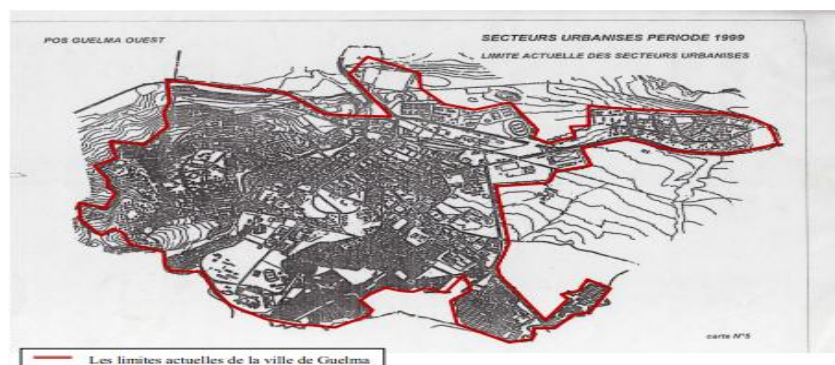 POS GUELMA OUEST
SECTEURS URBANISES PERIODE 1999
LIMITE ACTUELLE DES SECTEURS URBANISES
carte N°5
Les limites actuelles de la ville de Guelma